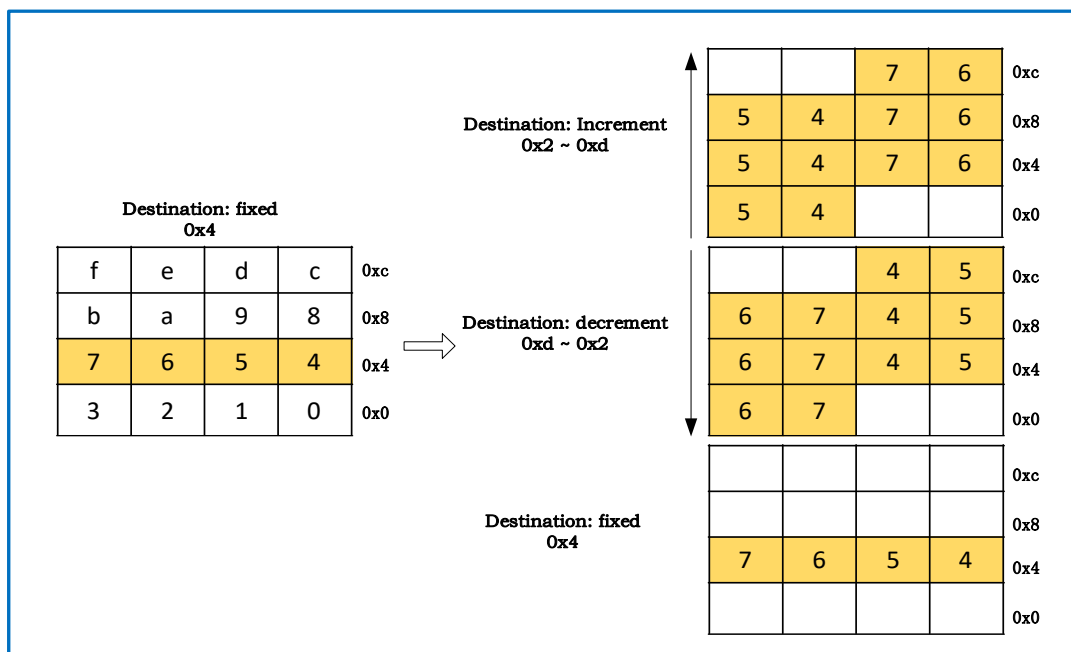 Destination: fixed
0x4
f e d c 0xc
b a 9 8 0x8
7 6 5 4 0x4
3 2 1 0 0x0
Destination: Increment
0x2 ~ 0xd
7 6 0xc
5 4 7 6 0x8
5 4 7 6 0x4
5 4 0x0
Destination: decrement
0xd ~ 0x2
4 5 0xc
6 7 4 5 0x8
6 7 4 5 0x4
6 7 0x0
Destination: fixed
0x4
0xc
0x8
7 6 5 4 0x4
0x0